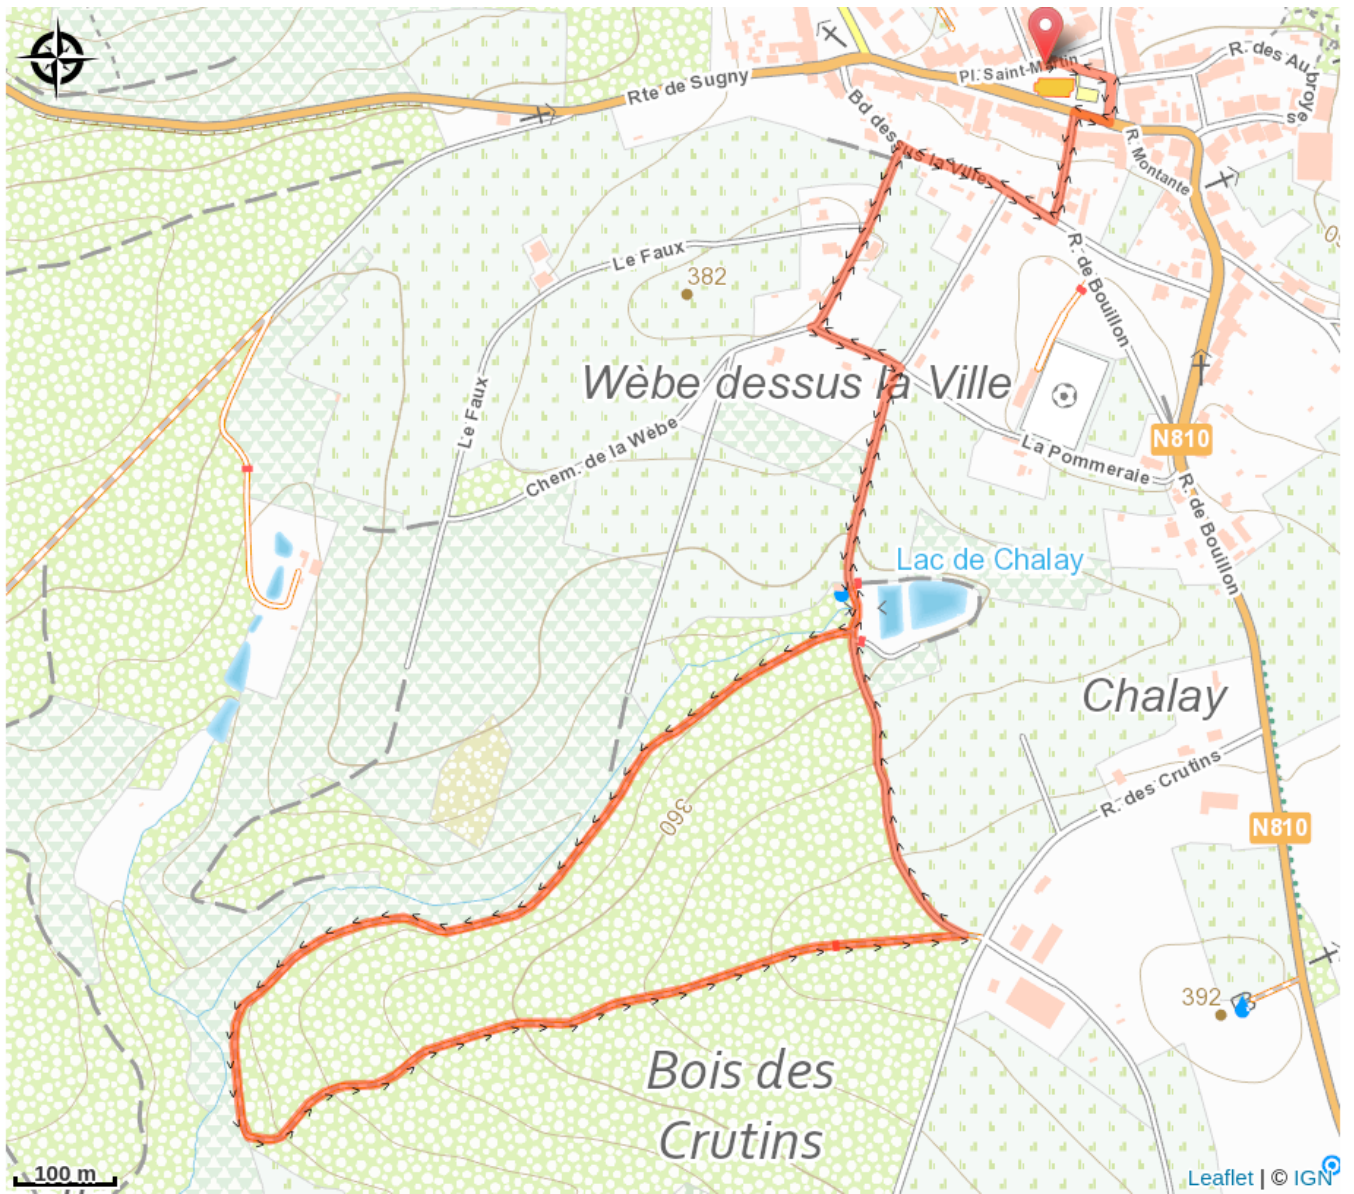 Pl. Saint-Martin
R. des Aubroyes
Rte de Sugny
Bd dessus la Ville
R. Montante
R. de Bouillon
Le Faux
382
Wèbe dessus la Ville
Le Faux
Chem. de la Wèbe
La Pommeraie
N810
R. de Bouillon
Lac de Chalay
Chalay
R. des Crutins
360
N810
392
Bois des
Crutins
100 m
Leaflet | © IGN